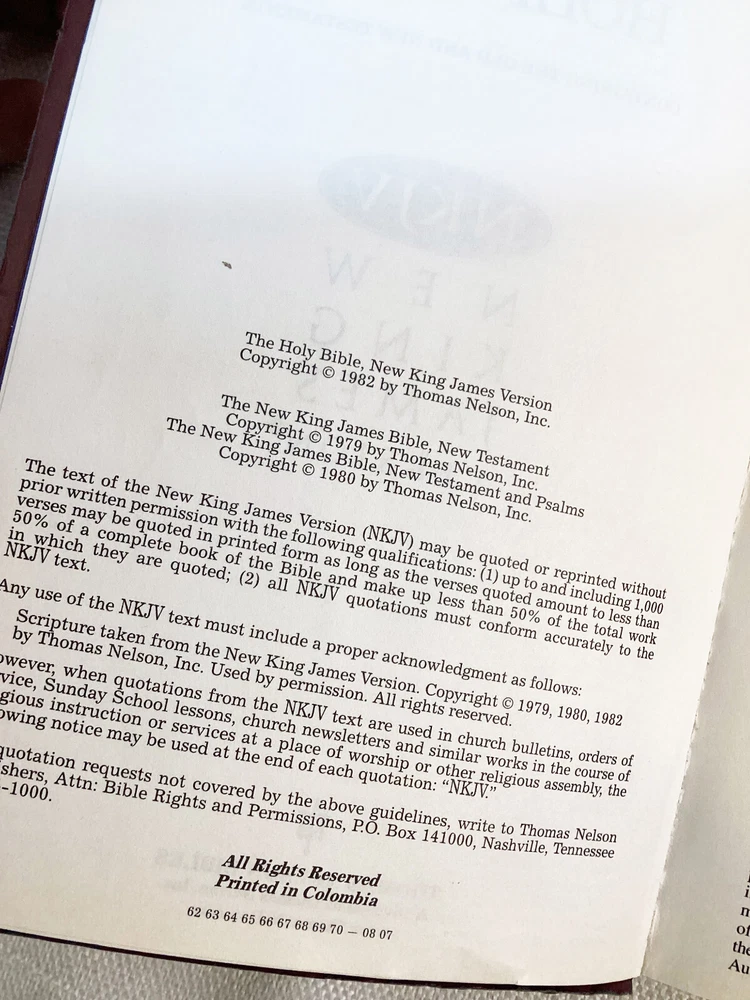 The Holy Bible, New King James Version
Copyright © 1982 by Thomas Nelson, Inc.
The New King James Bible, New Testament
Copyright © 1979 by Thomas Nelson, Inc.
The New King James Bible, New Testament and Psalms
Copyright © 1980 by Thomas Nelson, Inc.
The text of the New King James Version (NKJV) may be quoted or reprinted without
prior written permission with the following qualifications: (1) up to and including 1,000
verses may be quoted in printed form as long as the verses quoted amount to less than
50% of a complete book of the Bible and make up less than 50% of the total work
in which they are quoted; (2) all NKJV quotations must conform accurately to the
NKJV text.
Any use of the NKJV text must include a proper acknowledgment as follows:
Scripture taken from the New King James Version. Copyright © 1979, 1980, 1982
by Thomas Nelson, Inc. Used by permission. All rights reserved.
owever, when quotations from the NKJV text are used in church bulletins, orders of
vice, Sunday School lessons, church newsletters and similar works in the course of
gious instruction or services at a place of worship or other religious assembly, the
owing notice may be used at the end of each quotation: "NKJV."
quotation requests not covered by the above guidelines, write to Thomas Nelson
shers, Attn: Bible Rights and Permissions, P.O. Box 141000, Nashville, Tennessee
-1000.
All Rights Reserved
Printed in Colombia
62 63 64 65 66 67 68 69 70 – 08 07